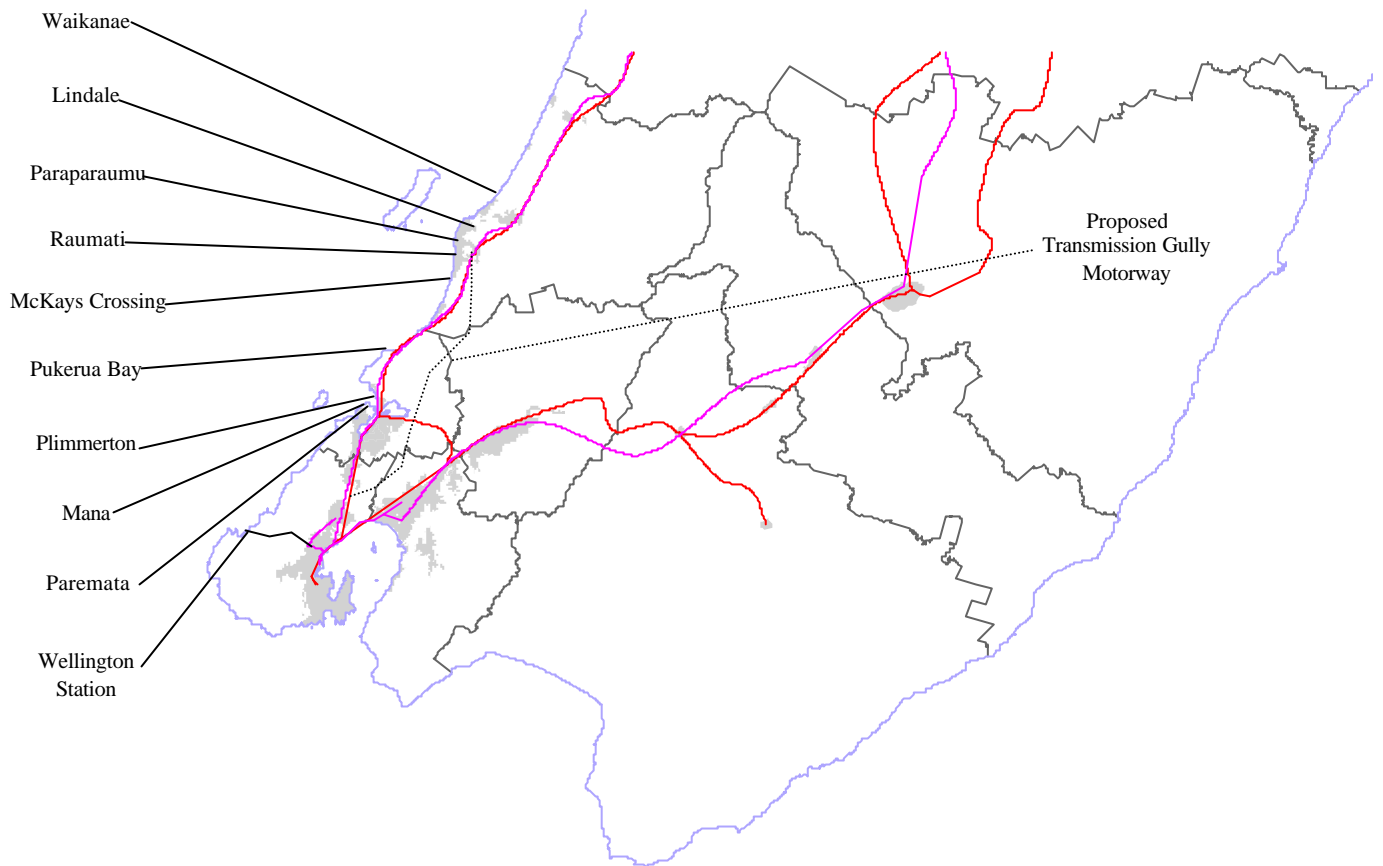 Waikanae
Lindale
Paraparaumu
Raumati
McKays Crossing
Pukerua Bay
Plimmerton
Mana
Paremata
Wellington
Station
Proposed
Transmission Gully
Motorway